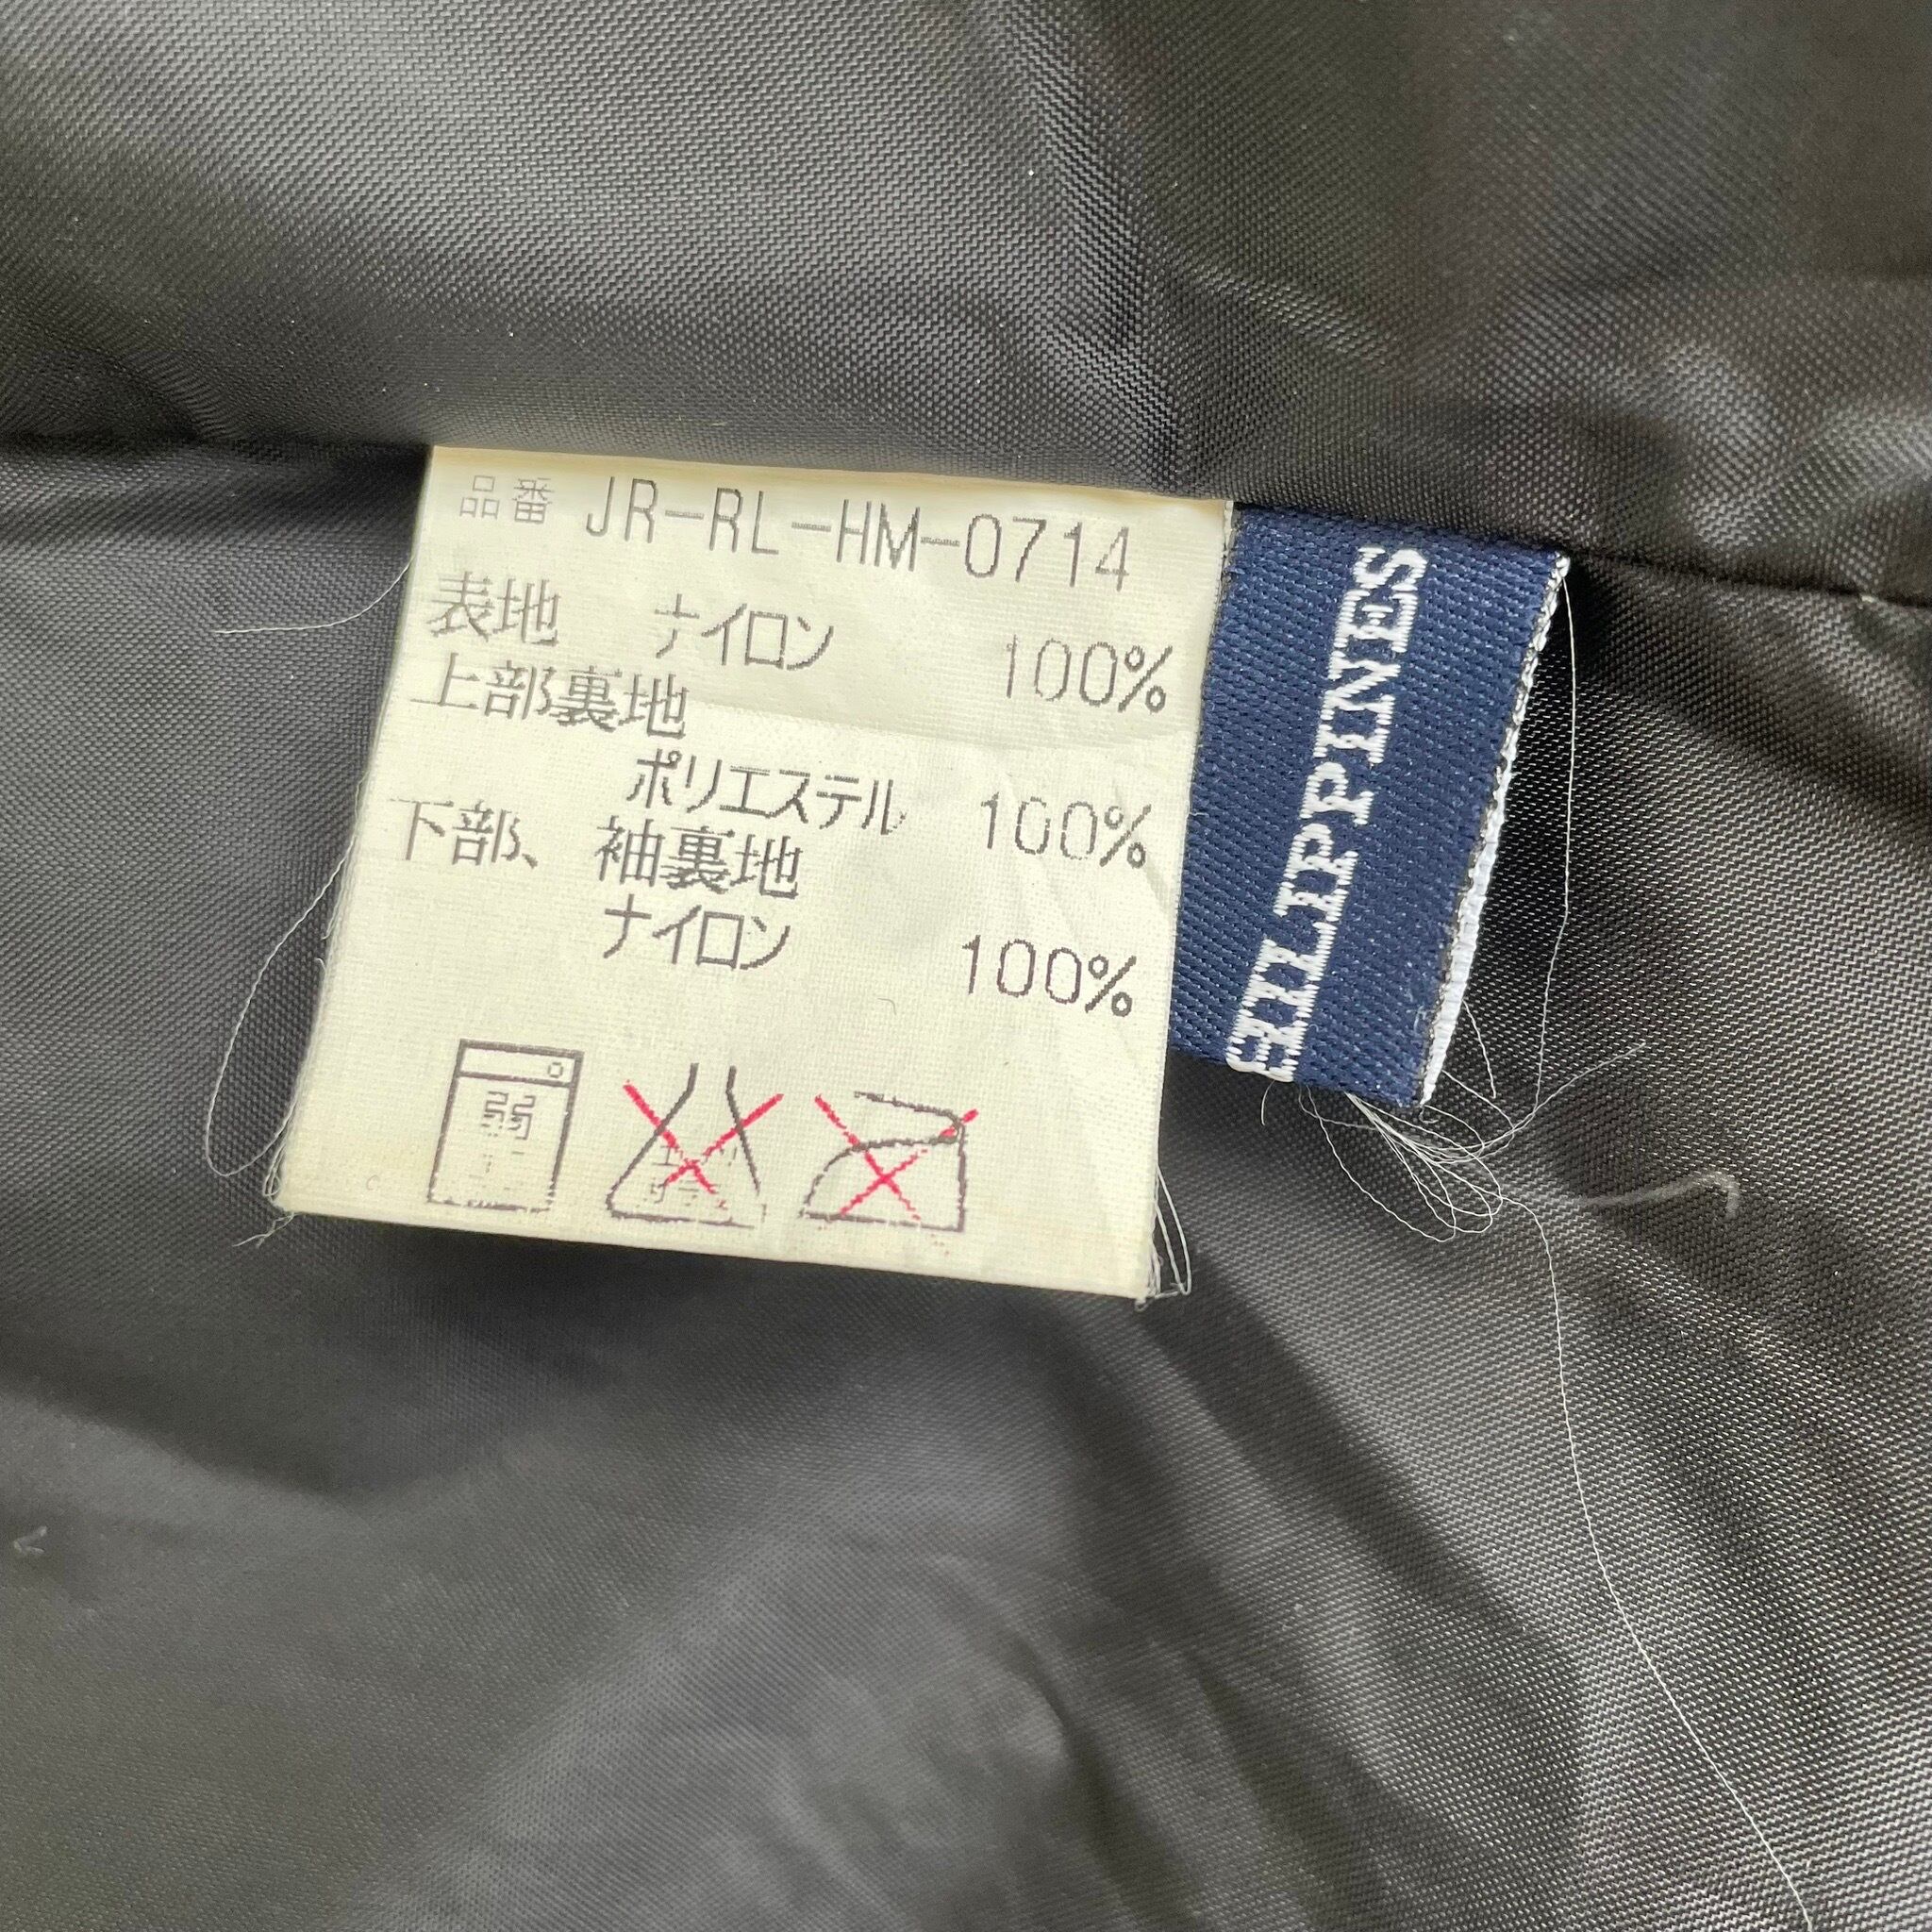 品番 JR-RL-HM-0714
表地 ナイロン 100%
上部裏地
ポリエステル 100%
下部、袖裏地
ナイロン 100%
弱
PHILIPPINES